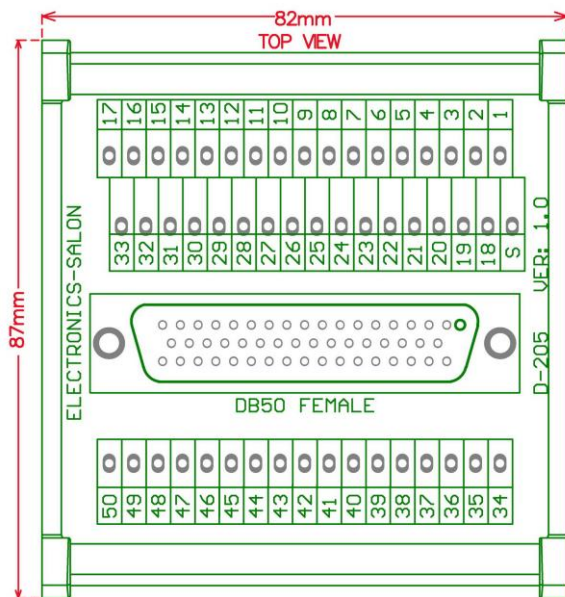 82mm
TOP VIEW
17 16 15 14 13 12 11 10 9 8 7 6 5 4 3 2 1
33 32 31 30 29 28 27 26 25 24 23 22 21 20 19 18 S
ELECTRONICS-SALON
87mm
D-205 VER: 1.0
DB50 FEMALE
50 49 48 47 46 45 44 43 42 41 40 39 38 37 36 35 34